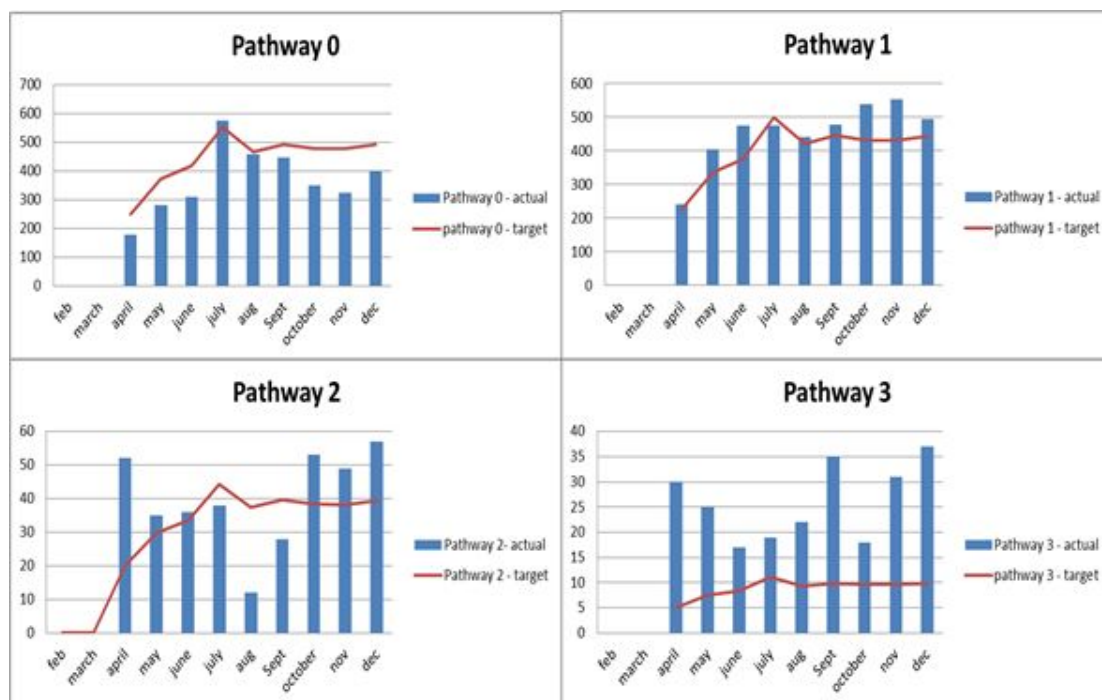 Pathway 0
700
600
500
400
300
200
100
0
feb
march
april
may
june
july
aug
Sept
october
nov
dec
Pathway 0 - actual
pathway 0 - target
Pathway 1
600
500
400
300
200
100
0
feb
march
april
may
june
july
aug
Sept
october
nov
dec
Pathway 1 - actual
pathway 1 - target
Pathway 2
60
50
40
30
20
10
0
feb
march
april
may
june
july
aug
Sept
october
nov
dec
Pathway 2- actual
Pathway 2 - target
Pathway 3
40
35
30
25
20
15
10
5
0
feb
march
april
may
june
july
aug
Sept
october
nov
dec
Pathway 3 - actual
pathway 3 - target